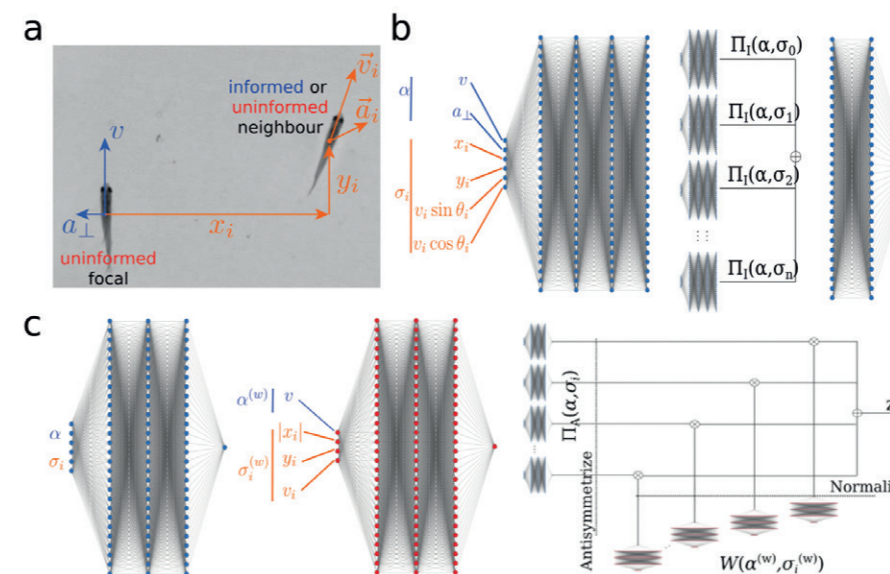 a
informed or
uninformed
neighbour
v
a⊥
uninformed
focal
x_i
y_i
v⃗_i
a⃗_i
b
α
σ_i
v
a⊥
x_i
y_i
v_i sin θ_i
v_i cos θ_i
Π_I(α,σ_0)
Π_I(α,σ_1)
Π_I(α,σ_2)
Π_I(α,σ_n)
c
α
σ_i
α^(w)
σ_i^(w)
v
|x_i|
y_i
v_i
Π_A(α,σ_i)
Antisymmetrize
Normali
W(α^(w),σ_i^(w))